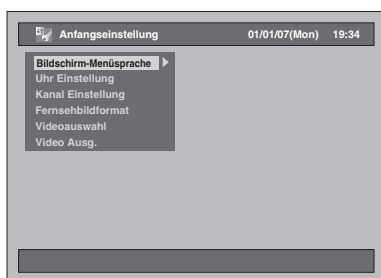 Anfangseinstellung 01/01/07(Mon) 19:34
Bildschirm-Menüsprache
Uhr Einstellung
Kanal Einstellung
Fernsehbildformat
Videoauswahl
Video Ausg.